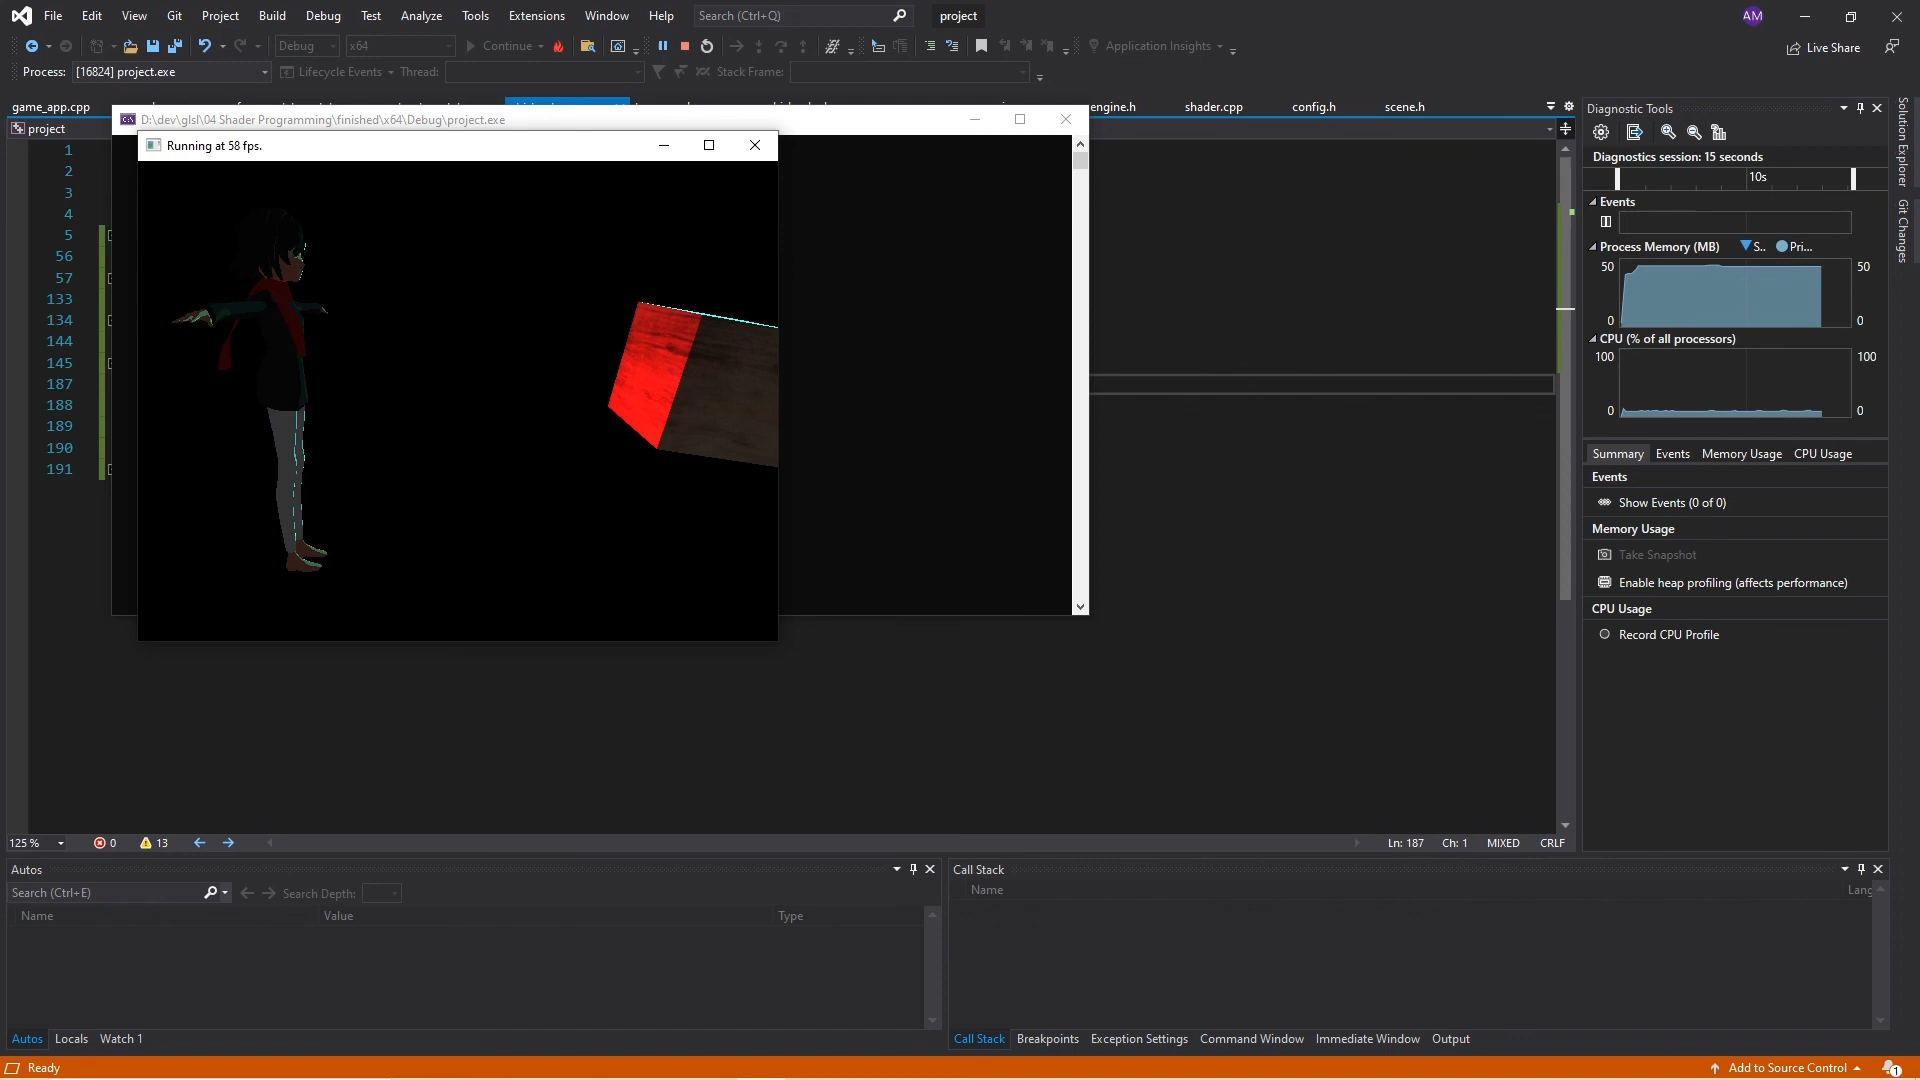 File Edit View Git Project Build Debug Test Analyze Tools Extensions Window Help Search (Ctrl+Q) project AM
Debug x64 Continue Application Insights Live Share
Process: [16824] project.exe Lifecycle Events Thread: Stack Frame:
game_app.cpp engine.h shader.cpp config.h scene.h
project
D:\dev\glsl\04 Shader Programming\finished\x64\Debug\project.exe
Running at 58 fps.
1
2
3
4
5
56
57
133
134
144
145
187
188
189
190
191
Diagnostic Tools
Diagnostics session: 15 seconds
10s
Events
Process Memory (MB) S.. Pri...
50 50
0 0
CPU (% of all processors)
100 100
0 0
Summary Events Memory Usage CPU Usage
Events
Show Events (0 of 0)
Memory Usage
Take Snapshot
Enable heap profiling (affects performance)
CPU Usage
Record CPU Profile
Solution Explorer
Git Changes
125 % 0 13 Ln: 187 Ch: 1 MIXED CRLF
Autos
Search (Ctrl+E) Search Depth:
Name Value Type
Autos Locals Watch 1
Call Stack
Name Lang
Call Stack Breakpoints Exception Settings Command Window Immediate Window Output
Ready Add to Source Control 1